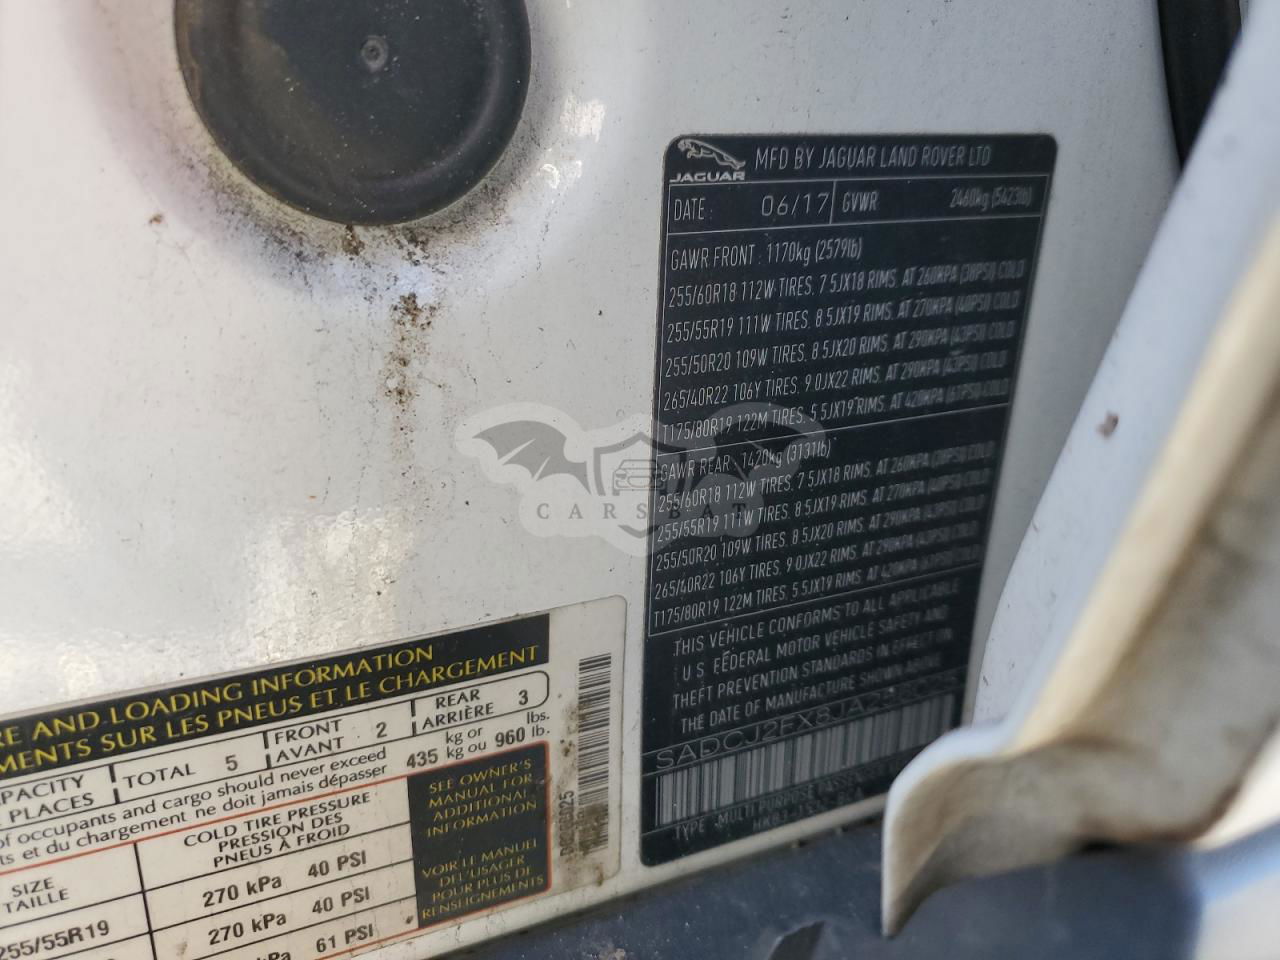 JAGUAR
MFD BY JAGUAR LAND ROVER LTD
DATE : 06/17 GVWR 2460kg (5423lb)
GAWR FRONT : 1170kg (2579lb)
255/60R18 112W TIRES, 7.5JX18 RIMS, AT 260KPA (38PSI) COLD
255/55R19 111W TIRES, 8.5JX19 RIMS, AT 270KPA (40PSI) COLD
255/50R20 109W TIRES, 8.5JX20 RIMS, AT 290KPA (43PSI) COLD
265/40R22 106Y TIRES, 9.0JX22 RIMS, AT 290KPA (43PSI) COLD
T175/80R19 122M TIRES, 5.5JX19 RIMS, AT 420KPA (61PSI) COLD
GAWR REAR : 1420kg (3131lb)
255/60R18 112W TIRES, 7.5JX18 RIMS, AT 260KPA (38PSI) COLD
255/55R19 111W TIRES, 8.5JX19 RIMS, AT 270KPA (40PSI) COLD
255/50R20 109W TIRES, 8.5JX20 RIMS, AT 290KPA (43PSI) COLD
265/40R22 106Y TIRES, 9.0JX22 RIMS, AT 290KPA (43PSI) COLD
T175/80R19 122M TIRES, 5.5JX19 RIMS, AT 420KPA (61PSI) COLD
THIS VEHICLE CONFORMS TO ALL APPLICABLE
U.S. FEDERAL MOTOR VEHICLE SAFETY AND
THEFT PREVENTION STANDARDS IN EFFECT ON
THE DATE OF MANUFACTURE SHOWN ABOVE
TYPE : MULTI PURPOSE
CARSBAT
RE AND LOADING INFORMATION
EMENTS SUR LES PNEUS ET LE CHARGEMENT
PACITY TOTAL 5 FRONT 2 REAR 3
PLACES AVANT ARRIÈRE
of occupants and cargo should never exceed 435 kg or 960 lbs.
ts et du chargement ne doit jamais dépasser kg ou lb.
SIZE COLD TIRE PRESSURE
TAILLE PRESSION DES
PNEUS À FROID
270 kPa 40 PSI
255/55R19 270 kPa 40 PSI
kPa 61 PSI
SEE OWNER'S
MANUAL FOR
ADDITIONAL
INFORMATION
VOIR LE MANUEL
DE L'USAGER
POUR PLUS DE
RENSEIGNEMENTS